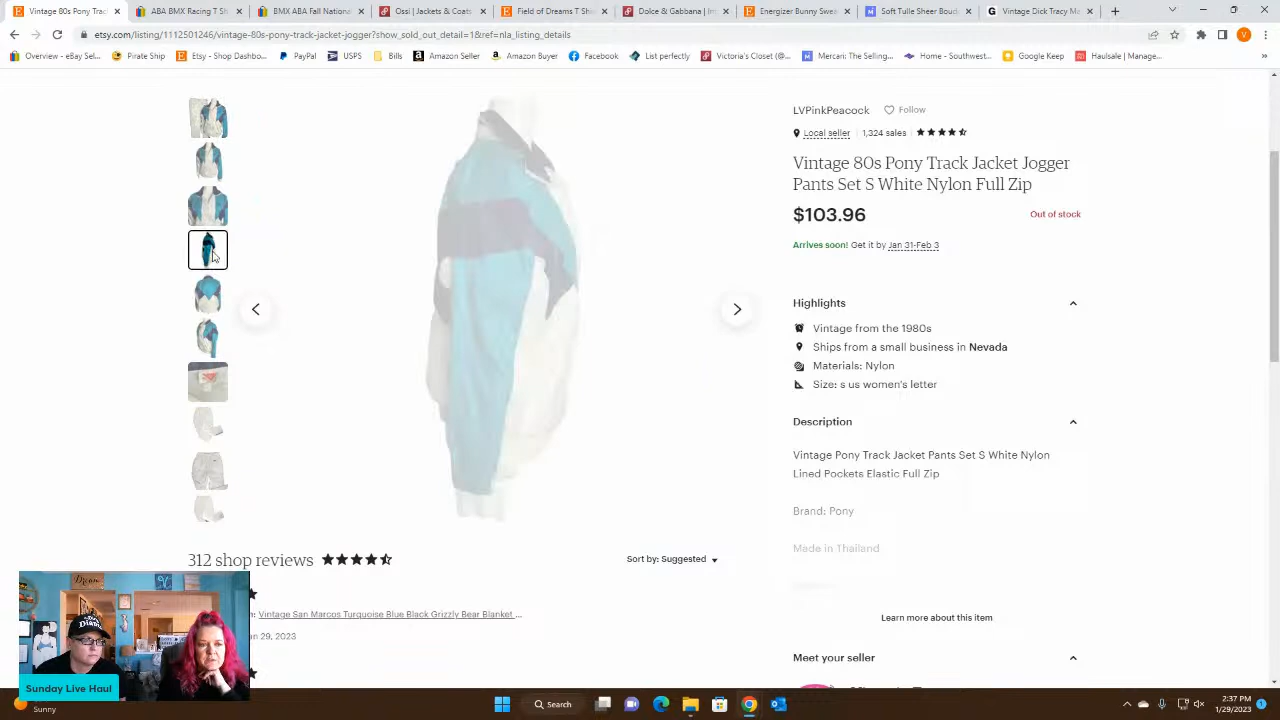 Vintage 80s Pony Track
ABA BMX Racing T Sh
BMX ABA Fall National
Ossi | Jackets & Coats
Field of Dreams T Sh
Dolce & Gabbana |
Energizer Bunny Swea
Soft Tulle Sheer Boud
Vintage Dick Tracy Ma
etsy.com/listing/1112501246/vintage-80s-pony-track-jacket-jogger?show_sold_out_detail=1&ref=nla_listing_details
Overview - eBay Sel...
Pirate Ship
Etsy - Shop Dashbo...
PayPal
USPS
Bills
Amazon Seller
Amazon Buyer
Facebook
List perfectly
Victoria's Closet (@...
Mercari: The Selling...
Home - Southwest...
Google Keep
Haulsale | Manage...
LVPinkPeacock
Follow
Local seller
1,324 sales
Vintage 80s Pony Track Jacket Jogger
Pants Set S White Nylon Full Zip
$103.96
Out of stock
Arrives soon! Get it by Jan 31-Feb 3
Highlights
Vintage from the 1980s
Ships from a small business in Nevada
Materials: Nylon
Size: s us women's letter
Description
Vintage Pony Track Jacket Pants Set S White Nylon
Lined Pockets Elastic Full Zip
Brand: Pony
Made in Thailand
312 shop reviews
Sort by: Suggested
Vintage San Marcos Turquoise Blue Black Grizzly Bear Blanket ...
an 29, 2023
Learn more about this item
Meet your seller
Sunday Live Haul
Sunny
Search
2:37 PM
1/29/2023